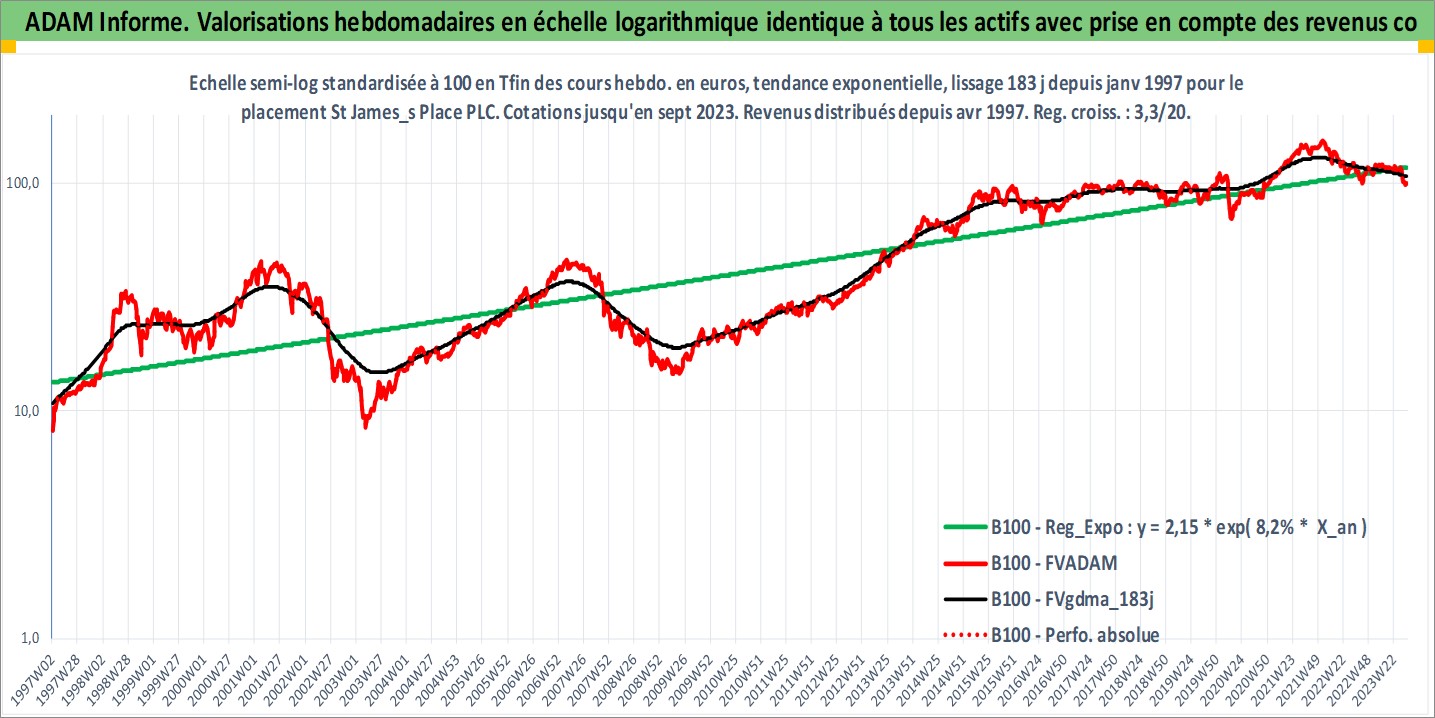 ADAM Informe. Valorisations hebdomadaires en échelle logarithmique identique à tous les actifs avec prise en compte des revenus co
Echelle semi-log standardisée à 100 en Tfin des cours hebdo. en euros, tendance exponentielle, lissage 183 j depuis janv 1997 pour le
placement St James_s Place PLC. Cotations jusqu'en sept 2023. Revenus distribués depuis avr 1997. Reg. croiss. : 3,3/20.
100,0
10,0
1,0
B100 - Reg_Expo : y = 2,15 * exp( 8,2% * X_an )
B100 - FVADAM
B100 - FVgdma_183j
B100 - Perfo. absolue
1997W02
1997W28
1998W02
1998W28
1999W01
1999W27
2000W01
2000W27
2001W01
2001W27
2002W01
2002W27
2003W01
2003W27
2004W01
2004W27
2004W53
2005W26
2005W52
2006W26
2006W52
2007W26
2007W52
2008W26
2008W52
2009W26
2009W52
2010W25
2010W51
2011W25
2011W51
2012W25
2012W51
2013W25
2013W51
2014W25
2014W51
2015W25
2015W51
2016W24
2016W50
2017W24
2017W50
2018W24
2018W50
2019W24
2019W50
2020W24
2020W50
2021W23
2021W49
2022W22
2022W48
2023W22